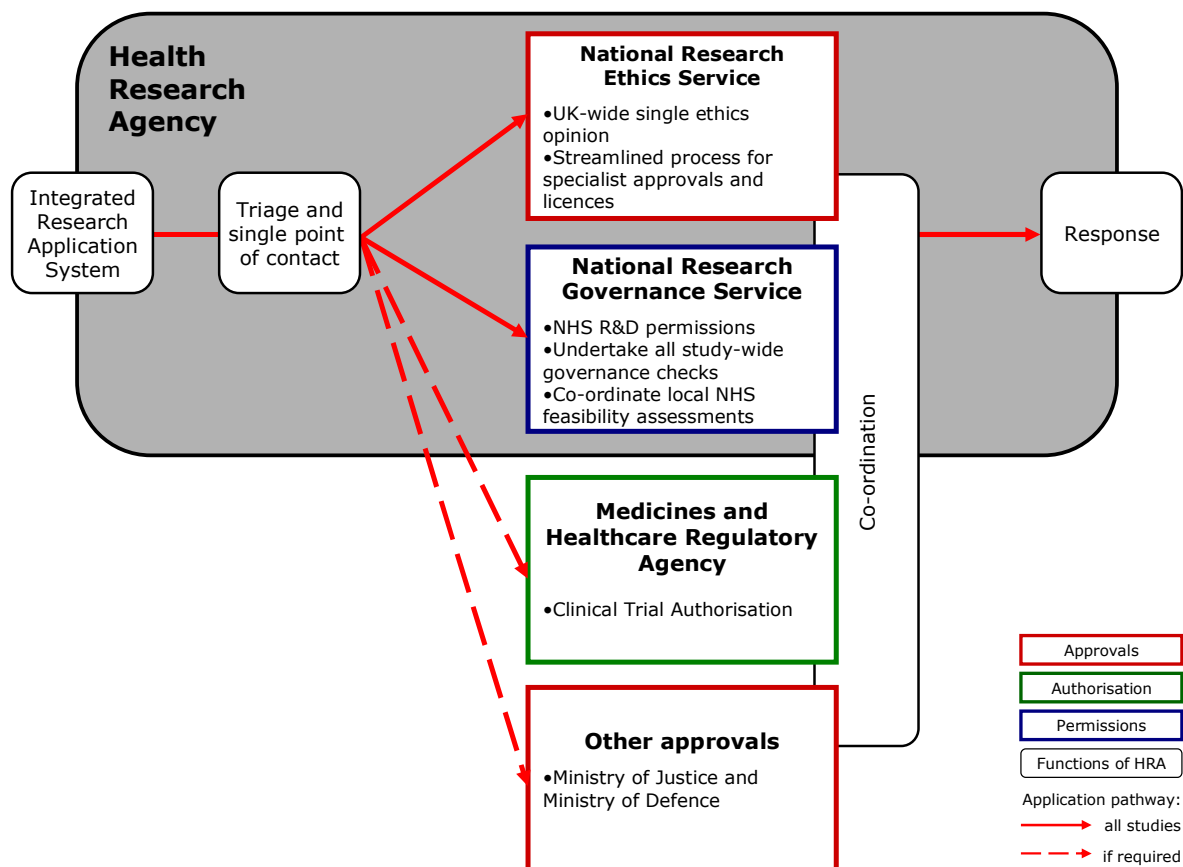 Health
Research
Agency
Integrated
Research
Application
System
Triage and
single point
of contact
National Research
Ethics Service
•UK-wide single ethics
opinion
•Streamlined process for
specialist approvals and
licences
National Research
Governance Service
•NHS R&D permissions
•Undertake all study-wide
governance checks
•Co-ordinate local NHS
feasibility assessments
Medicines and
Healthcare Regulatory
Agency
•Clinical Trial Authorisation
Other approvals
•Ministry of Justice and
Ministry of Defence
Co-ordination
Response
Approvals
Authorisation
Permissions
Functions of HRA
Application pathway:
all studies
if required